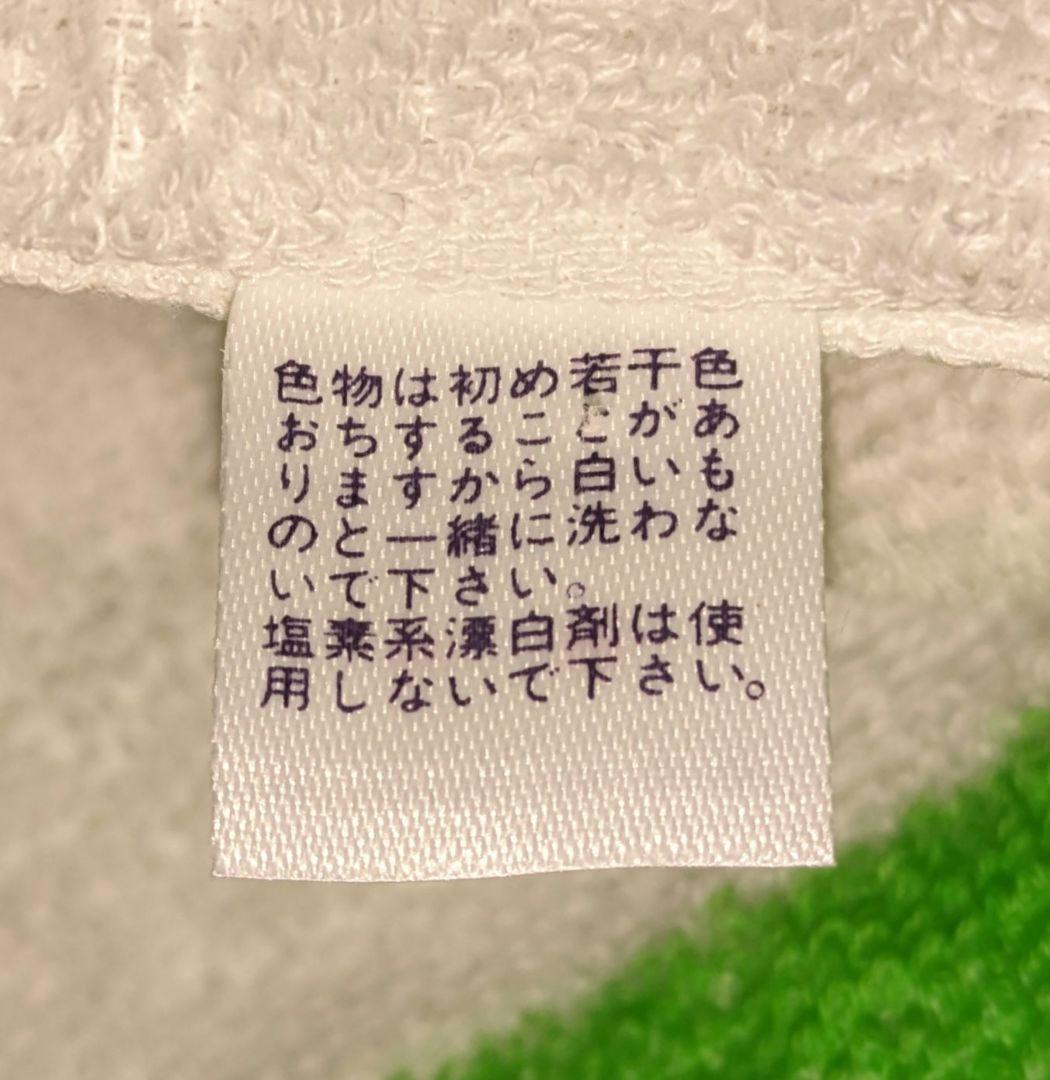 色物は初め若干色
おちすることがあ
りますから白いも
のと一緒に洗わな
いで下さい。
塩素系漂白剤は使
用しないで下さい。